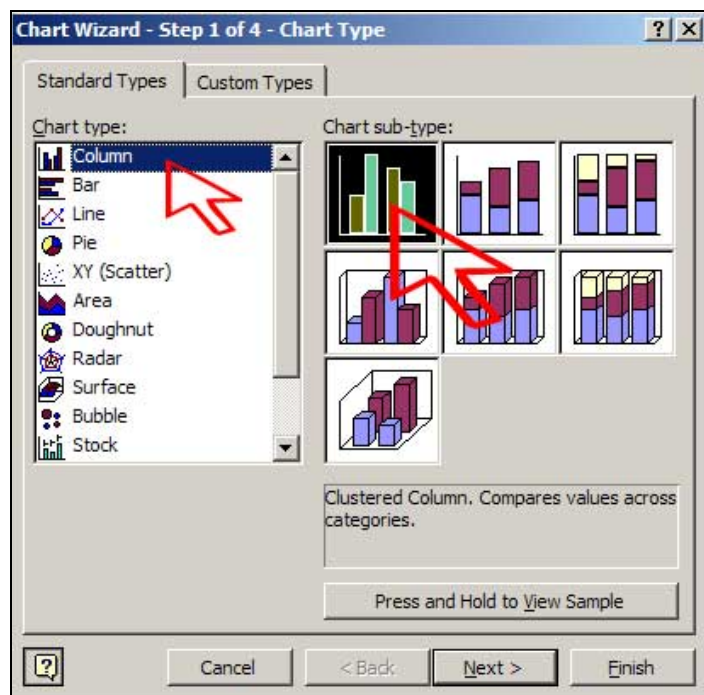 Chart Wizard - Step 1 of 4 - Chart Type
Standard Types
Custom Types
Chart type:
Column
Bar
Line
Pie
XY (Scatter)
Area
Doughnut
Radar
Surface
Bubble
Stock
Chart sub-type:
Clustered Column. Compares values across
categories.
Press and Hold to View Sample
Cancel
< Back
Next >
Finish